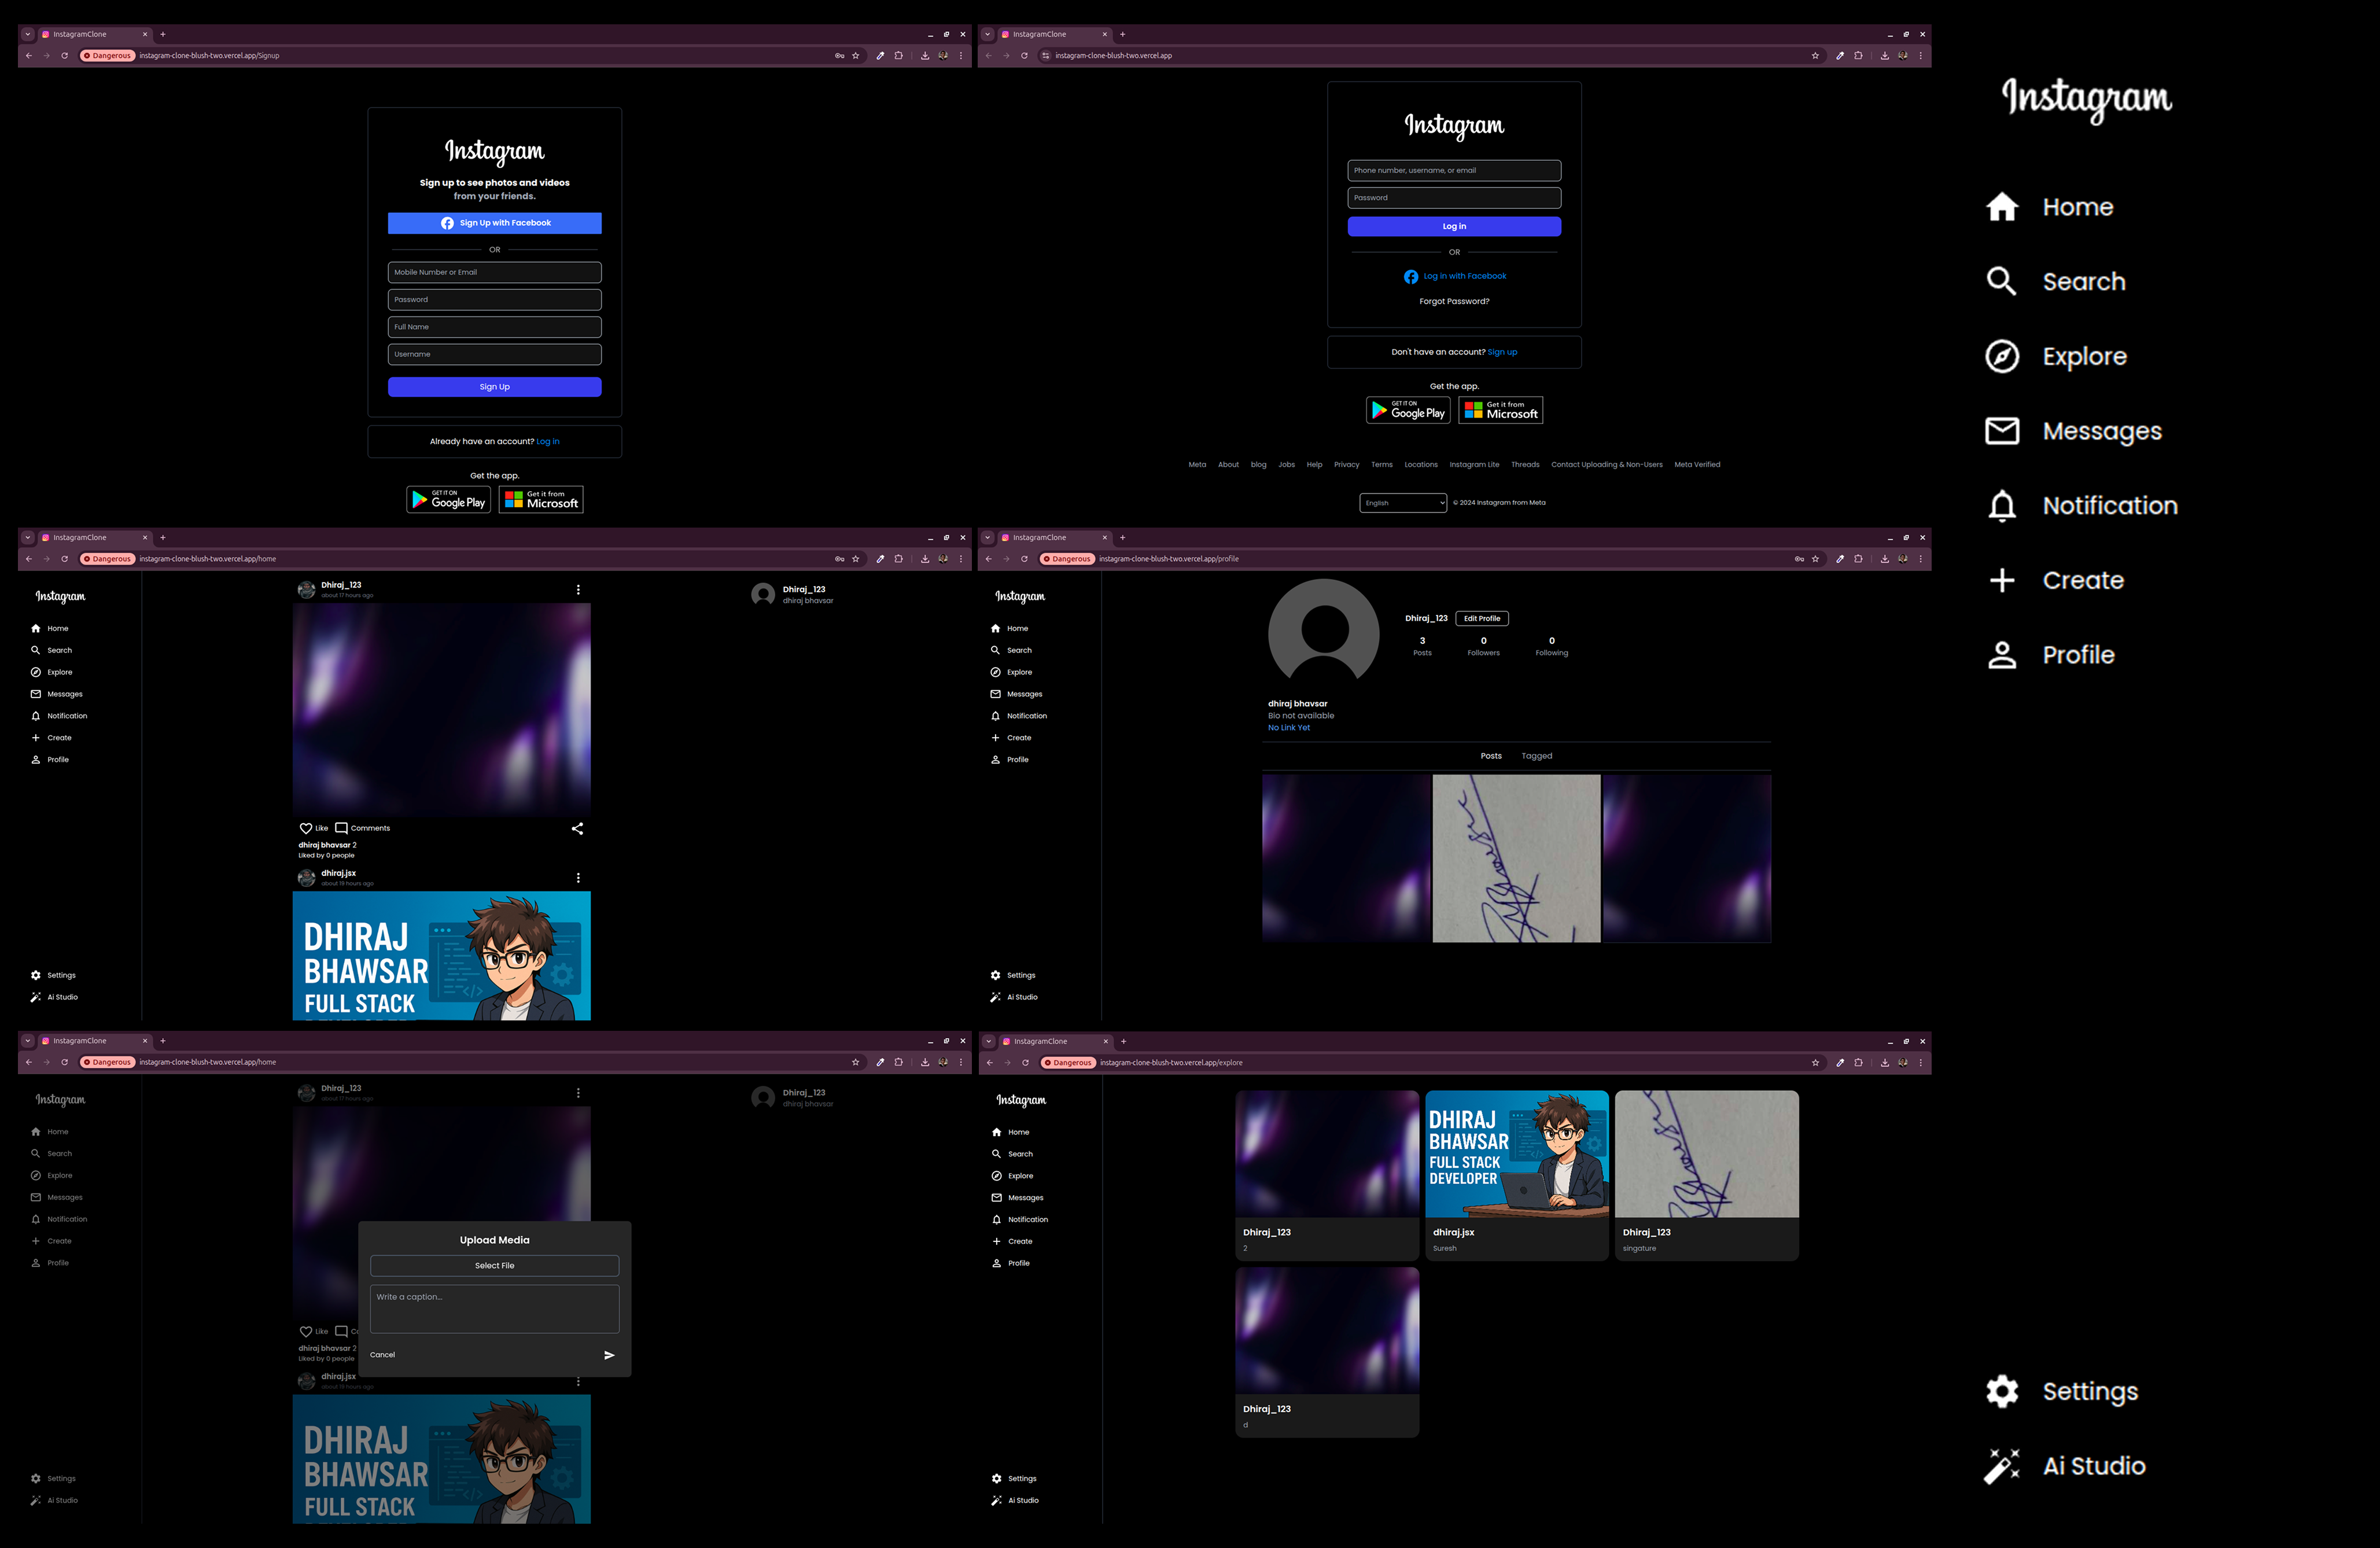 InstagramClone
Dangerous instagram-clone-blush-two.vercel.app/Signup
Instagram
Sign up to see photos and videos
from your friends.
Sign Up with Facebook
OR
Mobile Number or Email
Password
Full Name
Username
Sign Up
Already have an account? Log in
Get the app.
GET IT ON
Google Play
Get it from
Microsoft
InstagramClone
instagram-clone-blush-two.vercel.app
Instagram
Phone number, username, or email
Password
Log in
OR
Log in with Facebook
Forgot Password?
Don't have an account? Sign up
Get the app.
GET IT ON
Google Play
Get it from
Microsoft
Meta About blog Jobs Help Privacy Terms Locations Instagram Lite Threads Contact Uploading & Non-Users Meta Verified
English © 2024 Instagram from Meta
InstagramClone
Dangerous instagram-clone-blush-two.vercel.app/home
Instagram
Home
Search
Explore
Messages
Notification
Create
Profile
Settings
Ai Studio
Dhiraj_123
about 17 hours ago
Like Comments
dhiraj bhavsar 2
Liked by 0 people
dhiraj.jsx
about 19 hours ago
DHIRAJ
BHAWSAR
FULL STACK
Dhiraj_123
dhiraj bhavsar
InstagramClone
Dangerous instagram-clone-blush-two.vercel.app/profile
Instagram
Home
Search
Explore
Messages
Notification
Create
Profile
Settings
Ai Studio
Dhiraj_123 Edit Profile
3 0 0
Posts Followers Following
dhiraj bhavsar
Bio not available
No Link Yet
Posts Tagged
InstagramClone
Dangerous instagram-clone-blush-two.vercel.app/home
Instagram
Home
Search
Explore
Messages
Notification
Create
Profile
Settings
Ai Studio
Dhiraj_123
about 17 hours ago
Dhiraj_123
dhiraj bhavsar
Upload Media
Select File
Write a caption...
Cancel
Like
dhiraj bhavsar 2
Liked by 0 people
dhiraj.jsx
about 19 hours ago
DHIRAJ
BHAWSAR
FULL STACK
InstagramClone
Dangerous instagram-clone-blush-two.vercel.app/explore
Instagram
Home
Search
Explore
Messages
Notification
Create
Profile
Settings
Ai Studio
Dhiraj_123
2
DHIRAJ
BHAWSAR
FULL STACK
DEVELOPER
dhiraj.jsx
Suresh
Dhiraj_123
singature
Dhiraj_123
d
Instagram
Home
Search
Explore
Messages
Notification
Create
Profile
Settings
Ai Studio